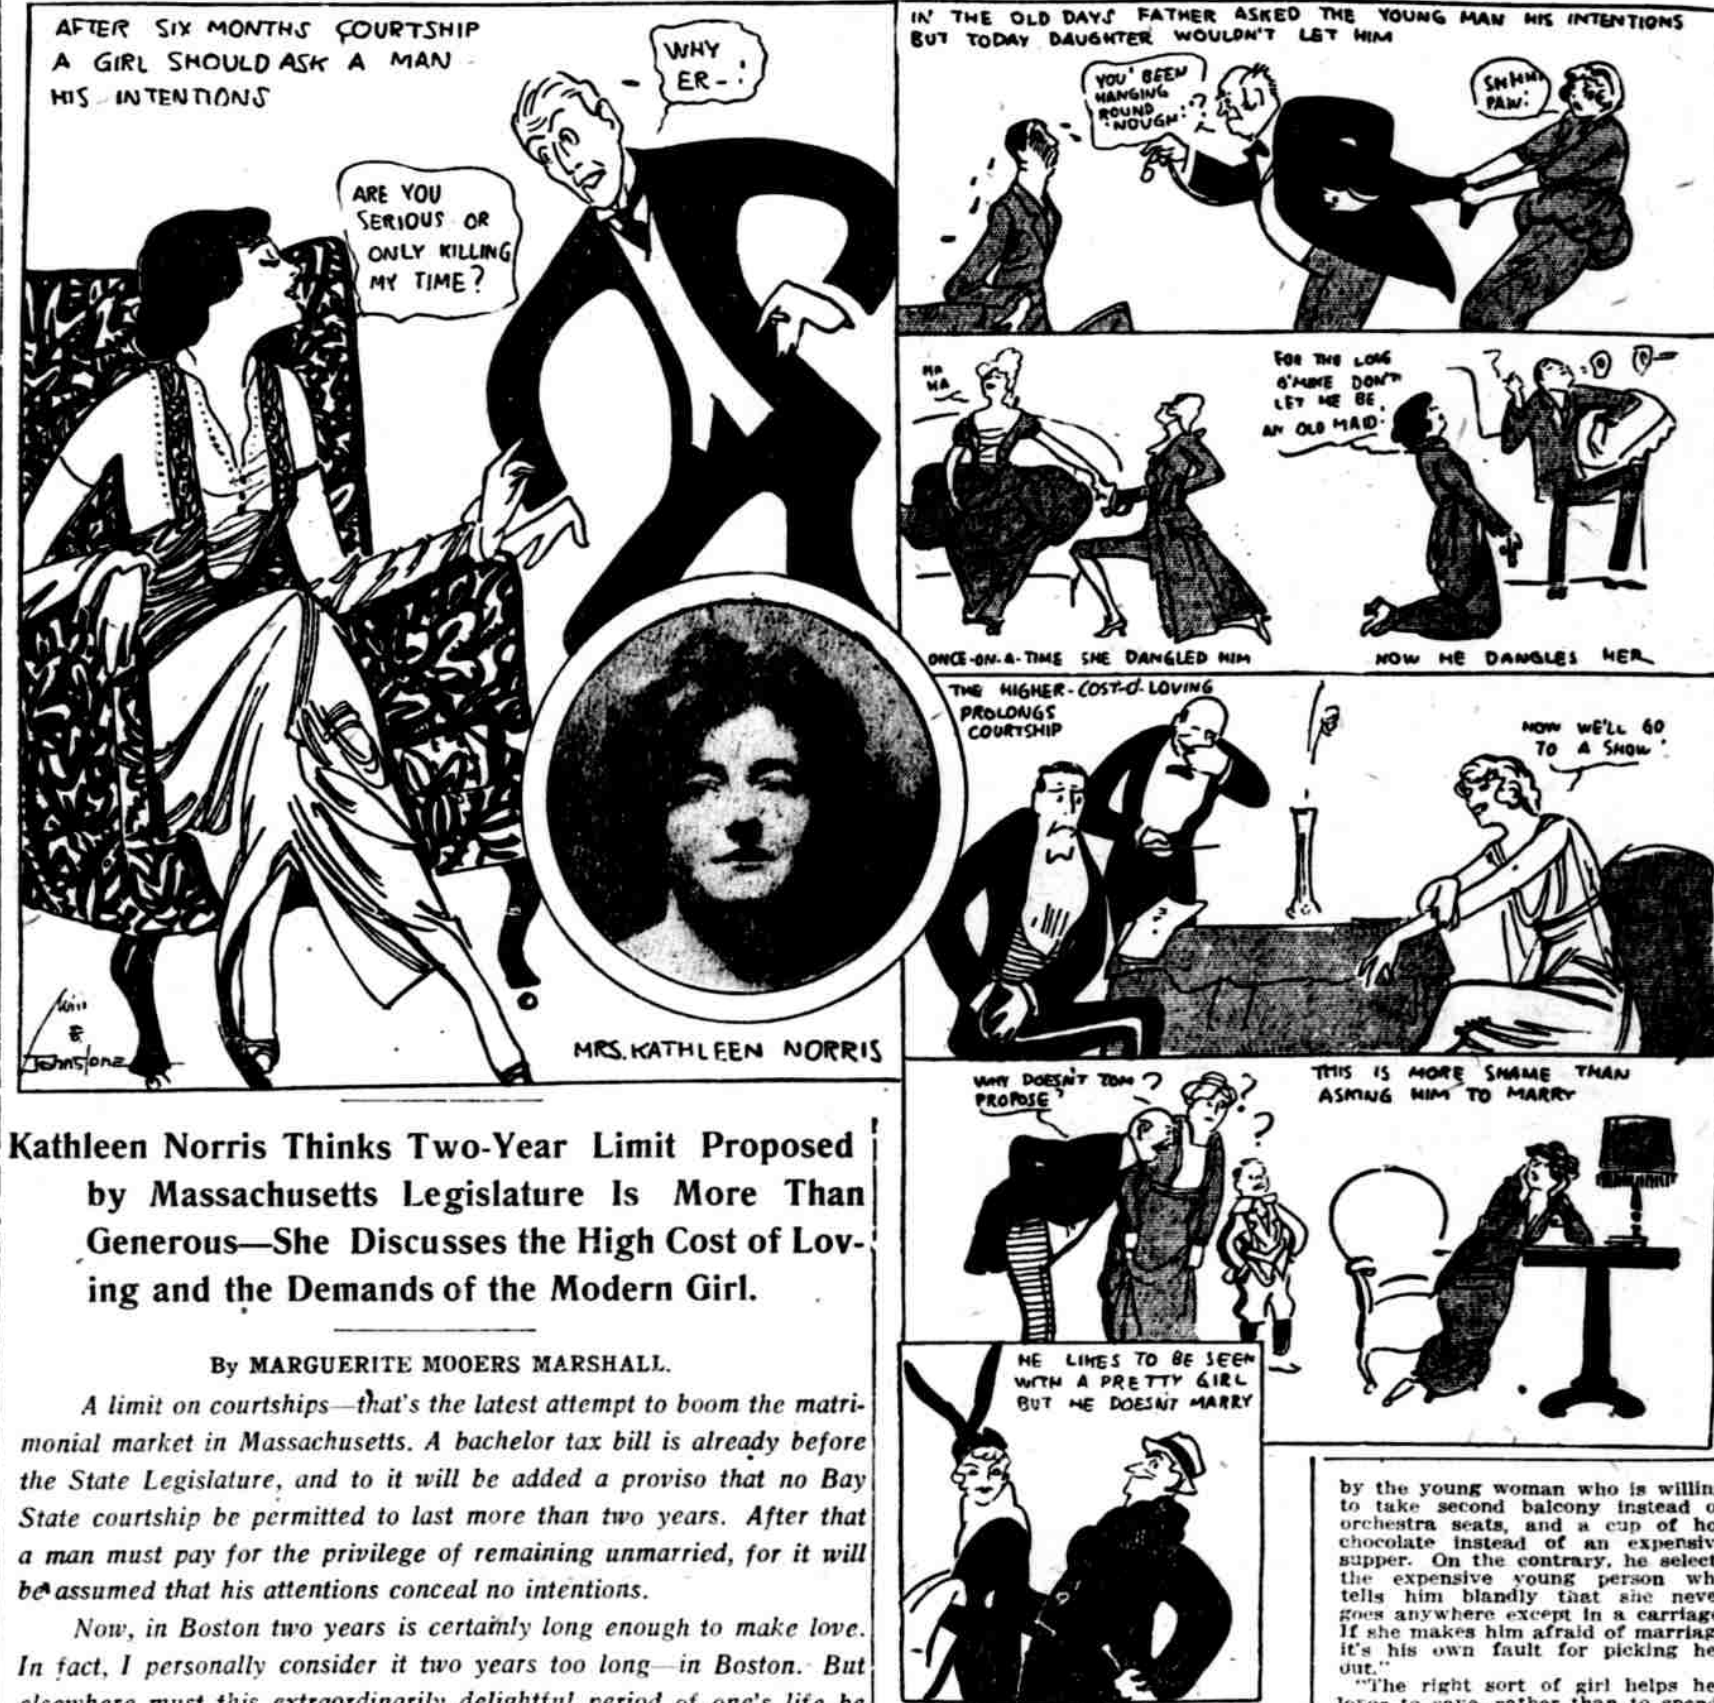 AFTER SIX MONTHS COURTSHIP
A GIRL SHOULD ASK A MAN
HIS INTENTIONS
WHY
ER-!
ARE YOU
SERIOUS OR
ONLY KILLING
MY TIME?
Johnstone
MRS. KATHLEEN NORRIS
IN THE OLD DAYS FATHER ASKED THE YOUNG MAN HIS INTENTIONS
BUT TODAY DAUGHTER WOULDN'T LET HIM
YOU' BEEN
HANGING
ROUND
'NOUGH!!?
SHHHH
PAW!
HA
HA
FOR THE LOVE
O'MIKE DON'T
LET ME BE
AN OLD MAID.
ONCE-ON-A-TIME SHE DANGLED HIM
NOW HE DANGLES HER
THE HIGHER-COST-O-LOVING
PROLONGS
COURTSHIP
NOW WE'LL GO
TO A SHOW!
WHY DOESN'T TOM
PROPOSE?
?
?
?
THIS IS MORE SHAME THAN
ASKING HIM TO MARRY
HE LIKES TO BE SEEN
WITH A PRETTY GIRL
BUT HE DOESN'T MARRY
Kathleen Norris Thinks Two-Year Limit Proposed
by Massachusetts Legislature Is More Than
Generous—She Discusses the High Cost of Lov-
ing and the Demands of the Modern Girl.
By MARGUERITE MOOERS MARSHALL.
A limit on courtships—that's the latest attempt to boom the matri-
monial market in Massachusetts. A bachelor tax bill is already before
the State Legislature, and to it will be added a proviso that no Bay
State courtship be permitted to last more than two years. After that
a man must pay for the privilege of remaining unmarried, for it will
be assumed that his attentions conceal no intentions.
Now, in Boston two years is certainly long enough to make love.
In fact, I personally consider it two years too long—in Boston. But
elsewhere must this extraordinarily delightful period of one's life be
by the young woman who is willin
to take second balcony instead o
orchestra seats, and a cup of ho
chocolate instead of an expensiv
supper. On the contrary, he select
the expensive young person wh
tells him blandly that she neve
goes anywhere except in a carriage
If she makes him afraid of marriag
it's his own fault for picking he
out."
"The right sort of girl helps he